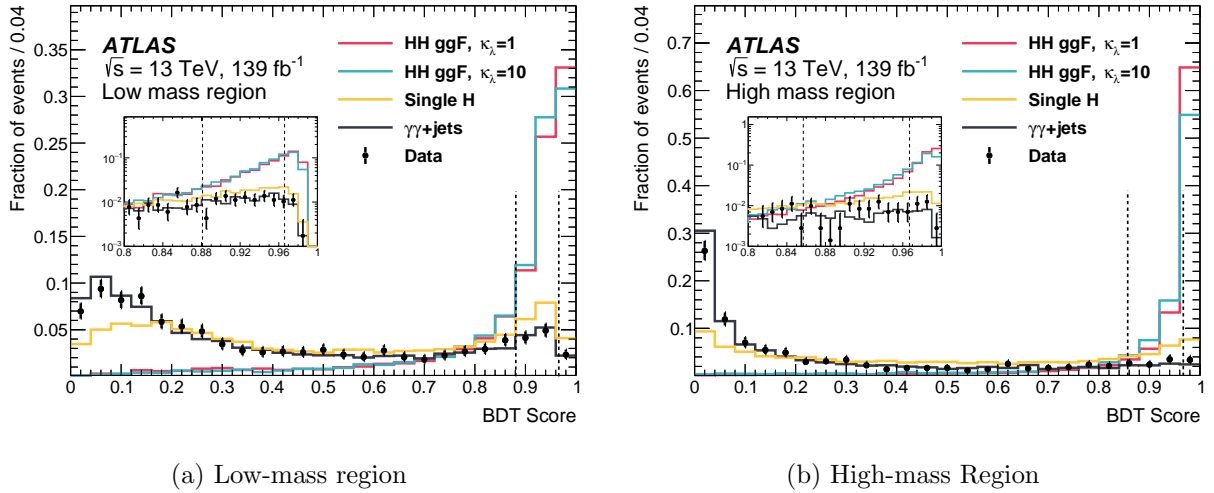 Fraction of events / 0.04
0.35
0.3
0.25
0.2
0.15
0.1
0.05
ATLAS
√s = 13 TeV, 139 fb-1
Low mass region
HH ggF, κλ=1
HH ggF, κλ=10
Single H
γγ+jets
Data
10-1
10-2
10-3
0.8 0.84 0.88 0.92 0.96 1
0 0.1 0.2 0.3 0.4 0.5 0.6 0.7 0.8 0.9 1
BDT Score
(a) Low-mass region
Fraction of events / 0.04
0.7
0.6
0.5
0.4
0.3
0.2
0.1
ATLAS
√s = 13 TeV, 139 fb-1
High mass region
HH ggF, κλ=1
HH ggF, κλ=10
Single H
γγ+jets
Data
1
10-1
10-2
10-3
0.8 0.84 0.88 0.92 0.96 1
0 0.1 0.2 0.3 0.4 0.5 0.6 0.7 0.8 0.9 1
BDT Score
(b) High-mass Region